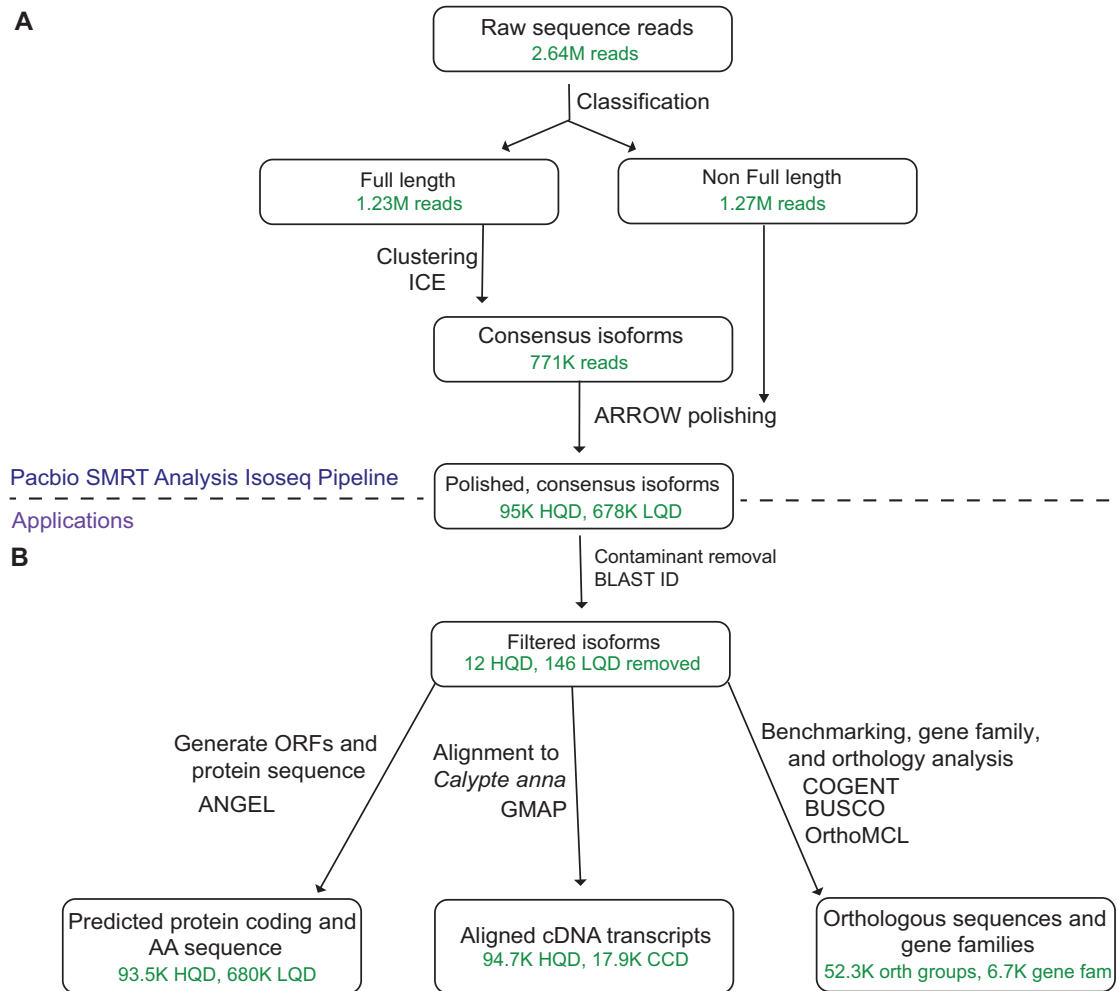 A
Raw sequence reads
2.64M reads
Classification
Full length
1.23M reads
Non Full length
1.27M reads
Clustering
ICE
Consensus isoforms
771K reads
ARROW polishing
Pacbio SMRT Analysis Isoseq Pipeline
Polished, consensus isoforms
95K HQD, 678K LQD
Applications
B
Contaminant removal
BLAST ID
Filtered isoforms
12 HQD, 146 LQD removed
Generate ORFs and
protein sequence
ANGEL
Alignment to
Calypte anna
GMAP
Benchmarking, gene family,
and orthology analysis
COGENT
BUSCO
OrthoMCL
Predicted protein coding and
AA sequence
93.5K HQD, 680K LQD
Aligned cDNA transcripts
94.7K HQD, 17.9K CCD
Orthologous sequences and
gene families
52.3K orth groups, 6.7K gene fam